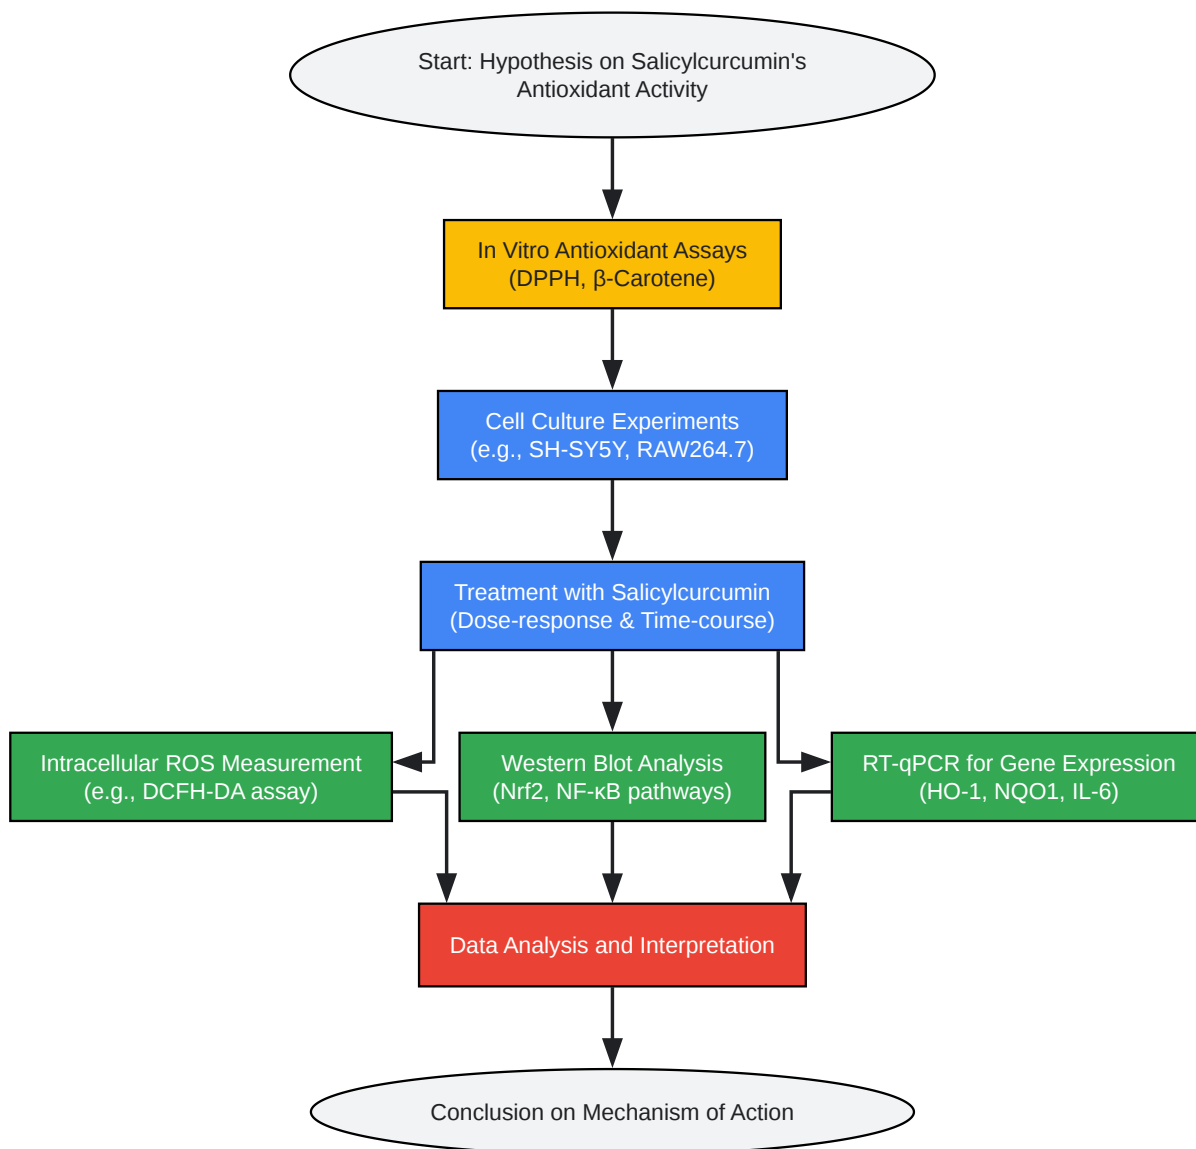 Start: Hypothesis on Salicylcurcumin's
Antioxidant Activity
In Vitro Antioxidant Assays
(DPPH, β-Carotene)
Cell Culture Experiments
(e.g., SH-SY5Y, RAW264.7)
Treatment with Salicylcurcumin
(Dose-response & Time-course)
Intracellular ROS Measurement
(e.g., DCFH-DA assay)
Western Blot Analysis
(Nrf2, NF-κB pathways)
RT-qPCR for Gene Expression
(HO-1, NQO1, IL-6)
Data Analysis and Interpretation
Conclusion on Mechanism of Action